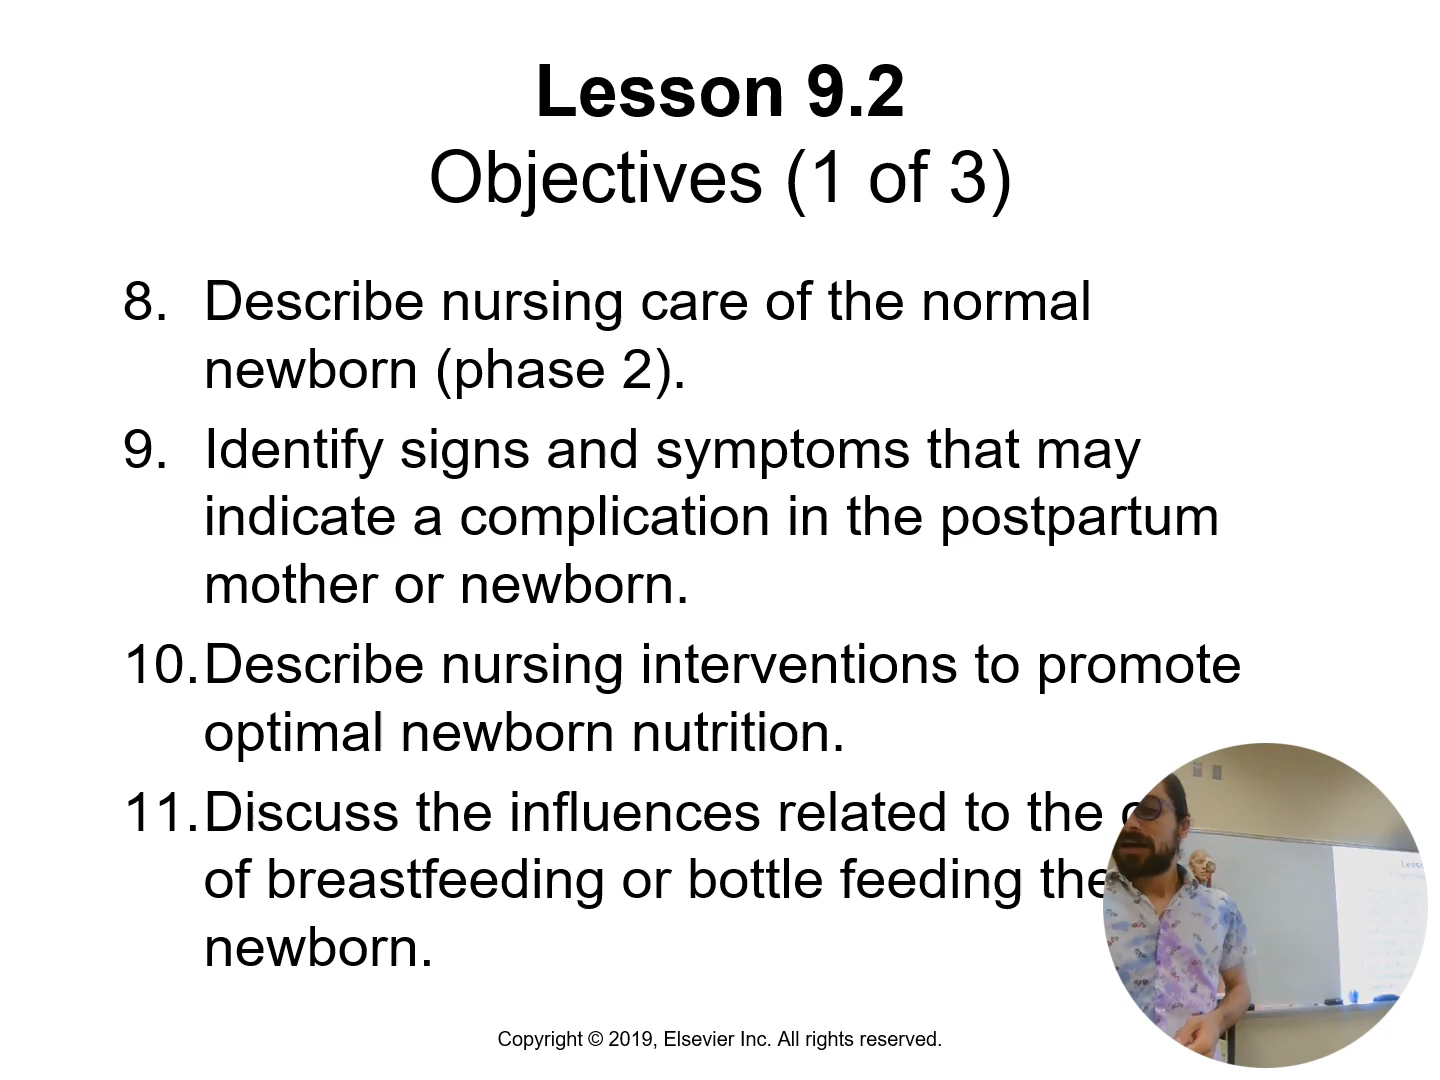 Lesson 9.2
Objectives (1 of 3)
8. Describe nursing care of the normal
newborn (phase 2).
9. Identify signs and symptoms that may
indicate a complication in the postpartum
mother or newborn.
10. Describe nursing interventions to promote
optimal newborn nutrition.
11. Discuss the influences related to the
of breastfeeding or bottle feeding the
newborn.
Copyright © 2019, Elsevier Inc. All rights reserved.